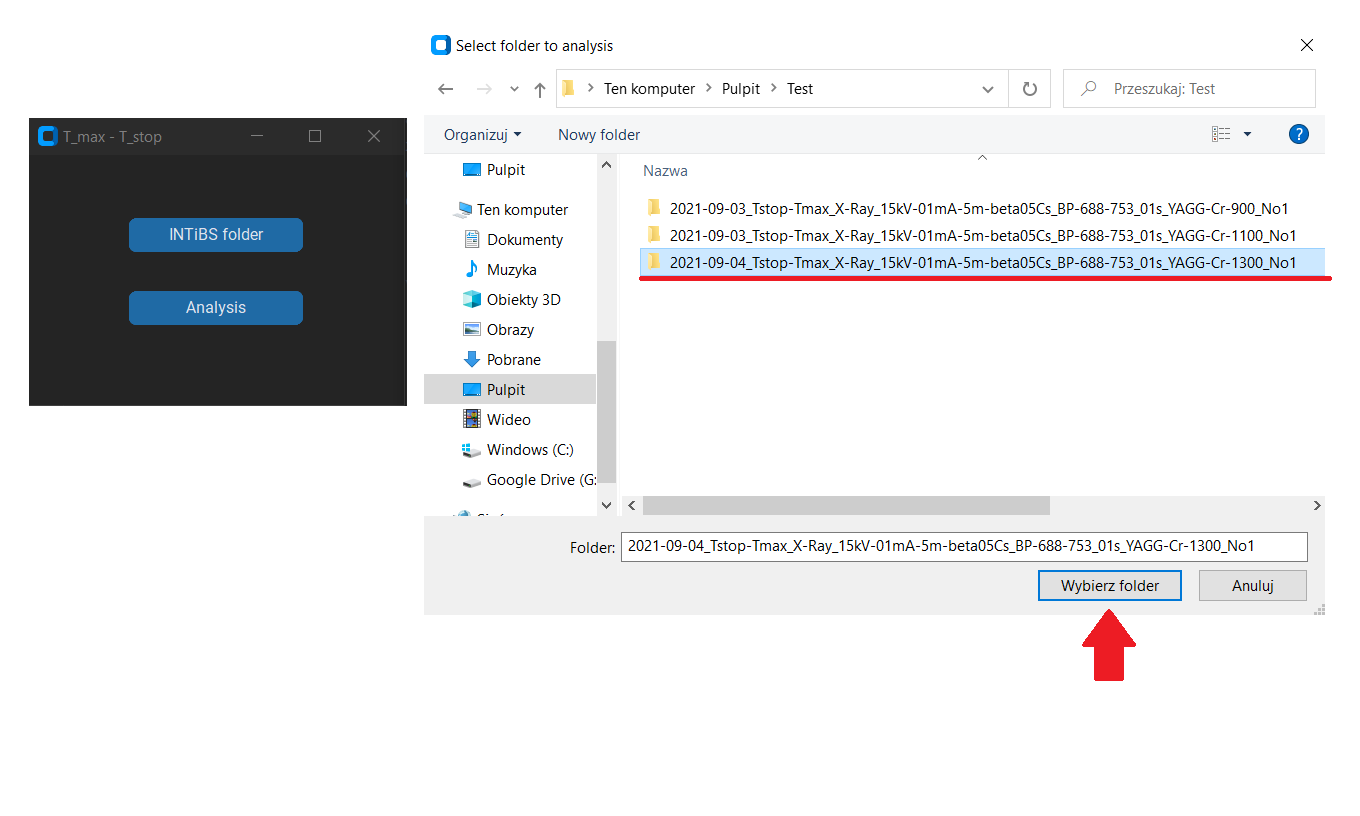 T_max - T_stop
INTiBS folder
Analysis
Select folder to analysis
Ten komputer
Pulpit
Test
Przeszukaj: Test
Organizuj
Nowy folder
?
Pulpit
Ten komputer
Dokumenty
Muzyka
Obiekty 3D
Obrazy
Pobrane
Pulpit
Wideo
Windows (C:)
Google Drive (G:
Nazwa
2021-09-03_Tstop-Tmax_X-Ray_15kV-01mA-5m-beta05Cs_BP-688-753_01s_YAGG-Cr-900_No1
2021-09-03_Tstop-Tmax_X-Ray_15kV-01mA-5m-beta05Cs_BP-688-753_01s_YAGG-Cr-1100_No1
2021-09-04_Tstop-Tmax_X-Ray_15kV-01mA-5m-beta05Cs_BP-688-753_01s_YAGG-Cr-1300_No1
Folder: 2021-09-04_Tstop-Tmax_X-Ray_15kV-01mA-5m-beta05Cs_BP-688-753_01s_YAGG-Cr-1300_No1
Wybierz folder
Anuluj